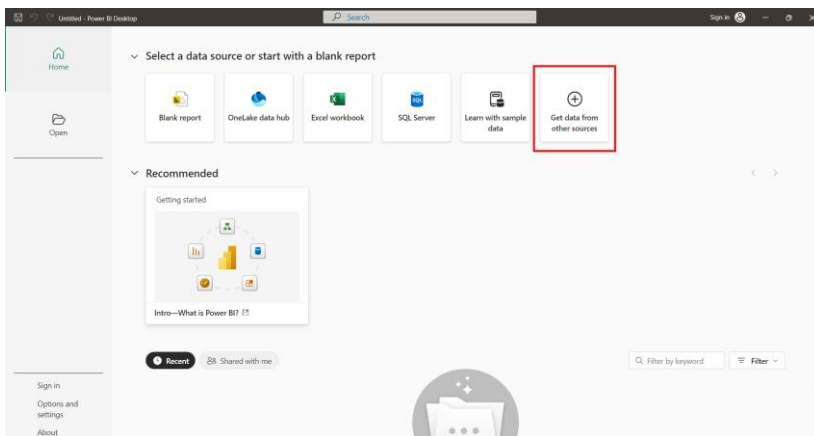 Untitled - Power BI Desktop
Search
Sign in
Home
Open
Select a data source or start with a blank report
Blank report
OneLake data hub
Excel workbook
SQL
SQL Server
Learn with sample
data
Get data from
other sources
Recommended
Getting started
Intro—What is Power BI?
Recent
Shared with me
Filter by keyword
Filter
Sign in
Options and
settings
About